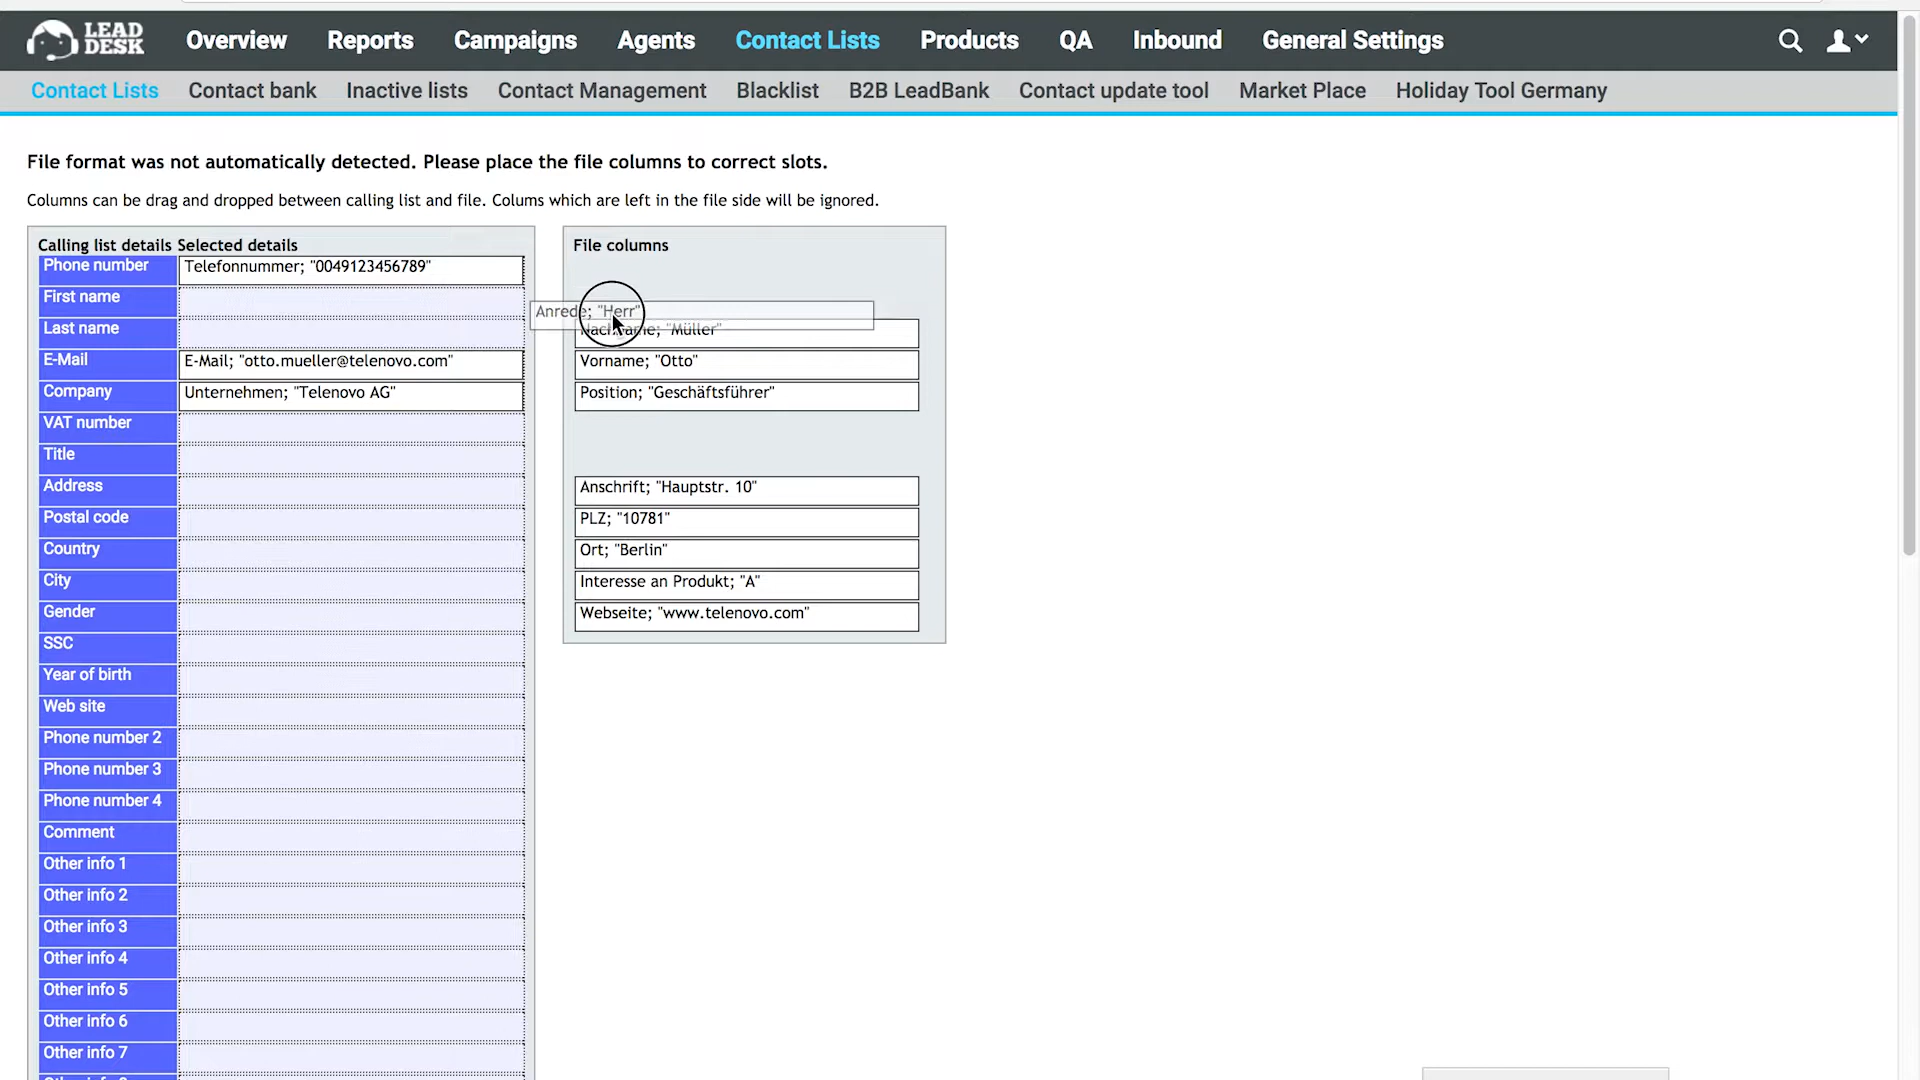 LEAD DESK
Overview Reports Campaigns Agents Contact Lists Products QA Inbound General Settings
Contact Lists Contact bank Inactive lists Contact Management Blacklist B2B LeadBank Contact update tool Market Place Holiday Tool Germany
File format was not automatically detected. Please place the file columns to correct slots.
Columns can be drag and dropped between calling list and file. Colums which are left in the file side will be ignored.
Calling list details Selected details
Phone number Telefonnummer; "0049123456789"
First name
Last name
E-Mail E-Mail; "otto.mueller@telenovo.com"
Company Unternehmen; "Telenovo AG"
VAT number
Title
Address
Postal code
Country
City
Gender
SSC
Year of birth
Web site
Phone number 2
Phone number 3
Phone number 4
Comment
Other info 1
Other info 2
Other info 3
Other info 4
Other info 5
Other info 6
Other info 7
File columns
Anrede; "Herr"
Nachname; "Müller"
Vorname; "Otto"
Position; "Geschäftsführer"
Anschrift; "Hauptstr. 10"
PLZ; "10781"
Ort; "Berlin"
Interesse an Produkt; "A"
Webseite; "www.telenovo.com"